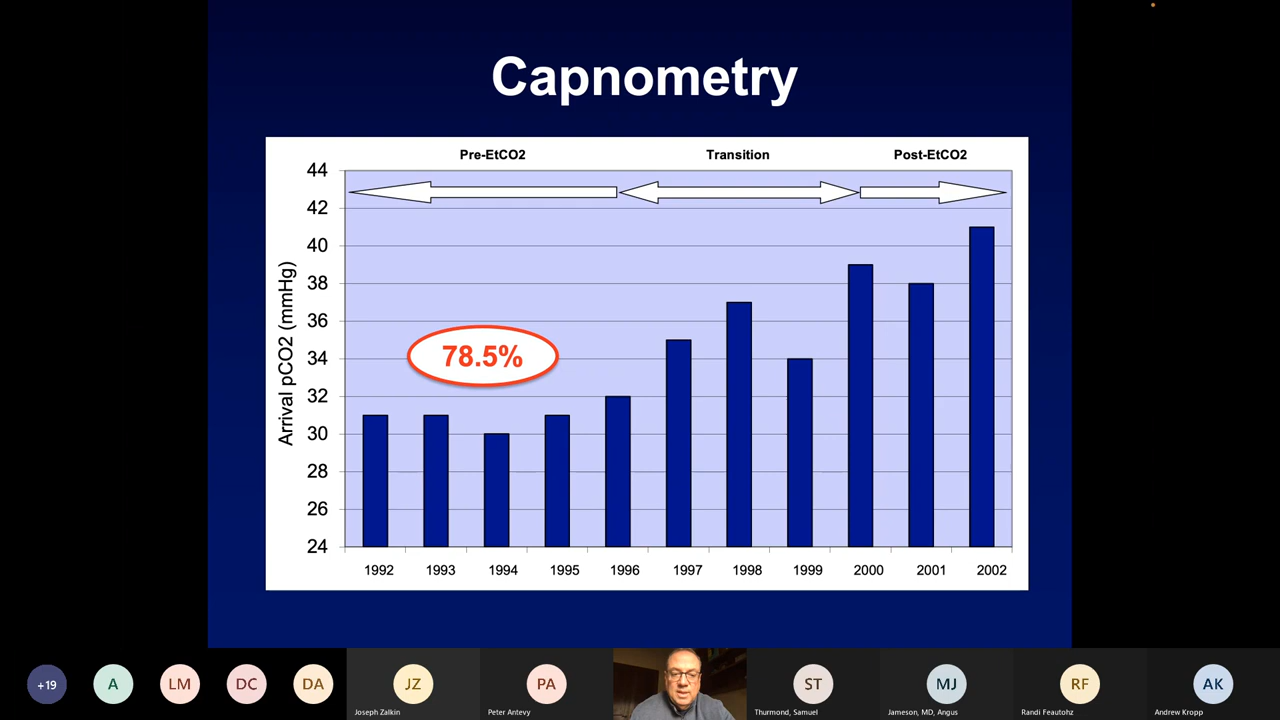 Capnometry
Pre-EtCO2 Transition Post-EtCO2
44
42
40
38
36
34
32
30
28
26
24
Arrival pCO2 (mmHg)
78.5%
1992 1993 1994 1995 1996 1997 1998 1999 2000 2001 2002
+19 A LM DC DA JZ PA ST MJ RF AK
Joseph Zalkin Peter Antevy Thurmond, Samuel Jameson, MD, Angus Randi Feautohz Andrew Kropp